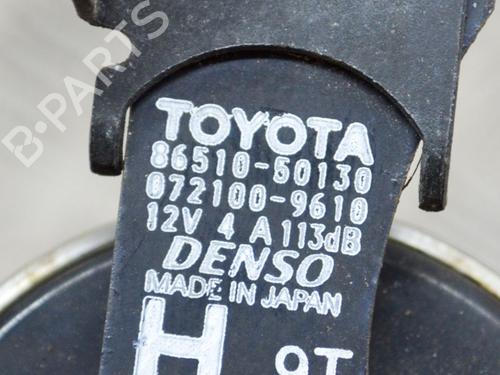 B-PARTS
TOYOTA
86510-50130
072100-9610
12V 4 A 113dB
DENSO
MADE IN JAPAN
H 9T